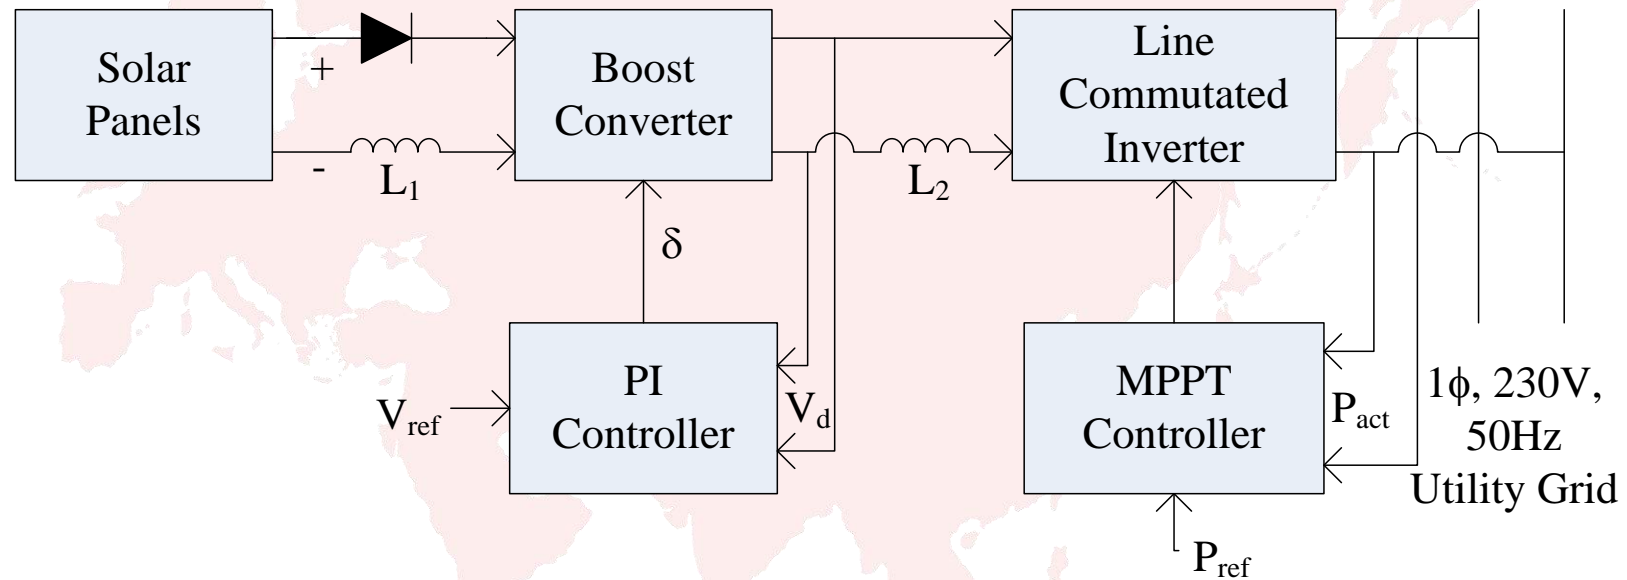 Solar
Panels
+
-
L1
Boost
Converter
L2
Line
Commutated
Inverter
δ
Vref
PI
Controller
Vd
MPPT
Controller
Pact
Pref
1ϕ, 230V,
50Hz
Utility Grid